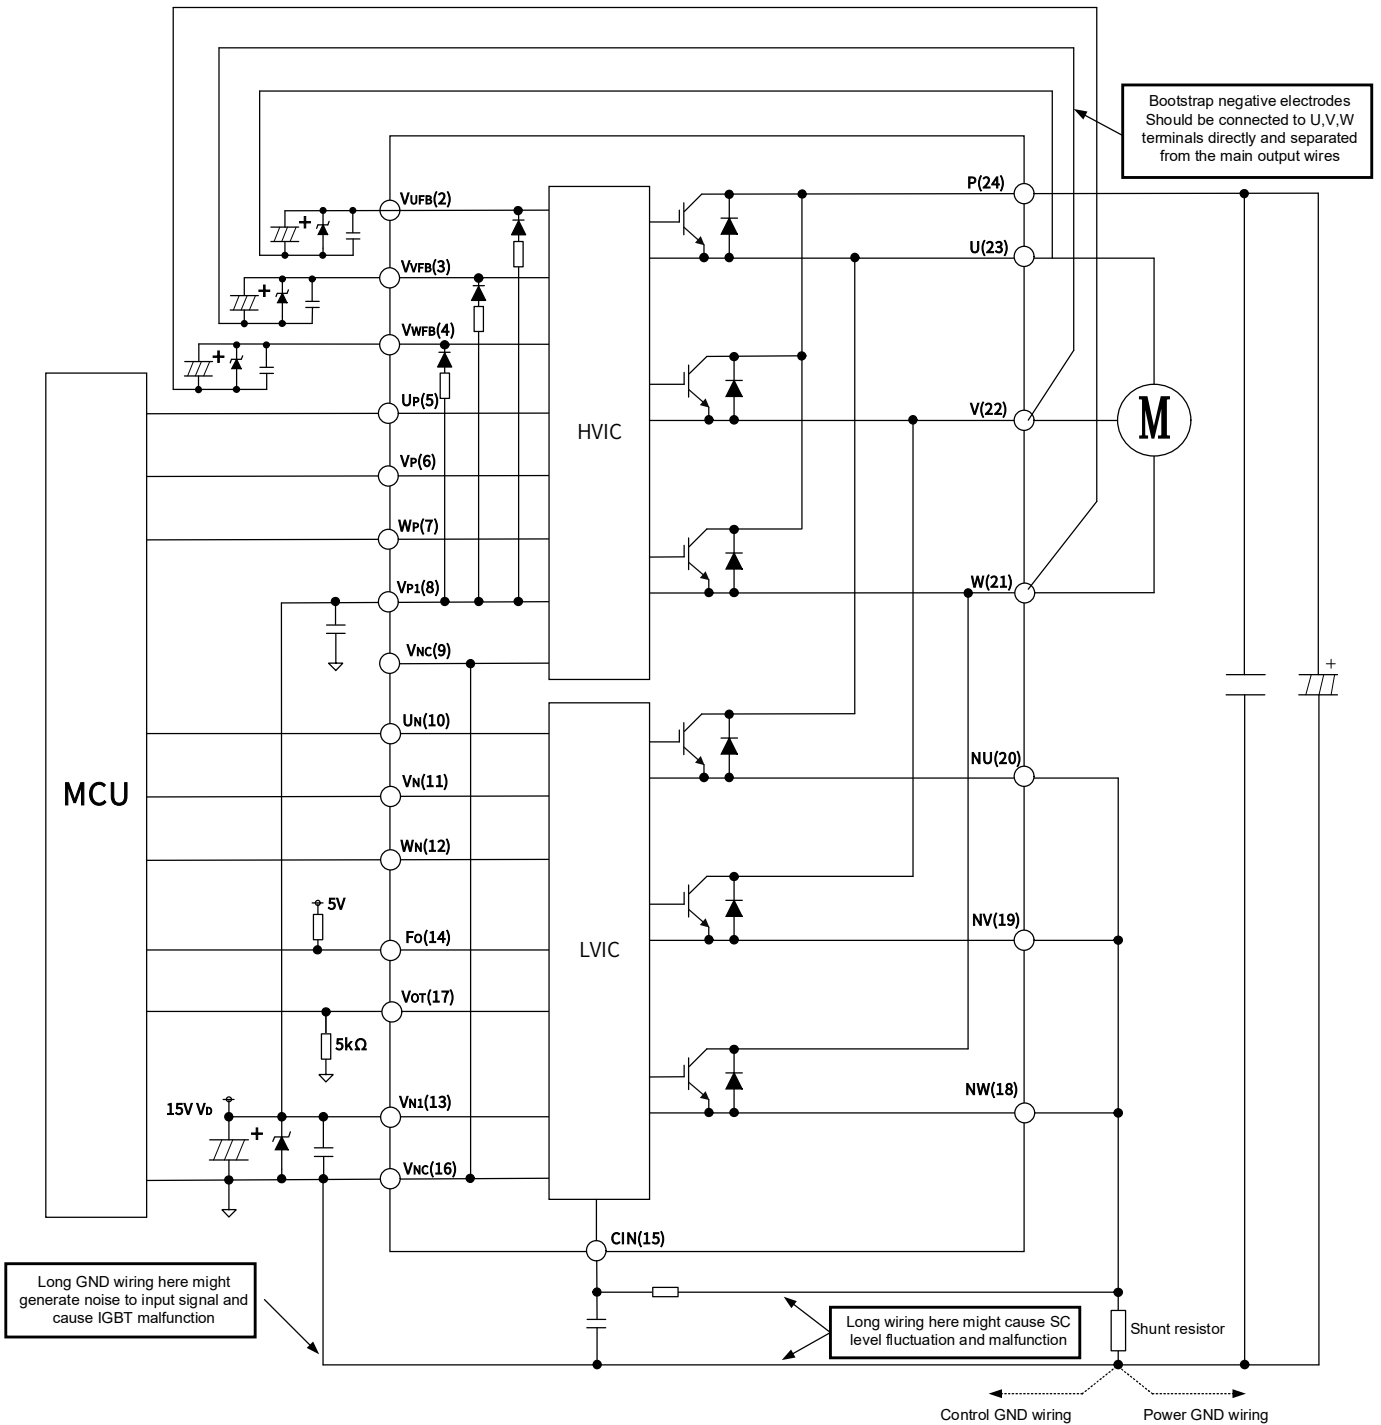 Bootstrap negative electrodes
Should be connected to U,V,W
terminals directly and separated
from the main output wires
VUFB(2)
P(24)
+
U(23)
VVFB(3)
+
VWFB(4)
+
UP(5)
V(22)
M
HVIC
VP(6)
WP(7)
VP1(8)
W(21)
VNC(9)
+
UN(10)
NU(20)
MCU
VN(11)
WN(12)
5V
NV(19)
FO(14)
LVIC
VOT(17)
5kΩ
NW(18)
15V VD
VN1(13)
+
VNC(16)
CIN(15)
Long GND wiring here might
generate noise to input signal and
cause IGBT malfunction
Long wiring here might cause SC
level fluctuation and malfunction
Shunt resistor
Control GND wiring
Power GND wiring